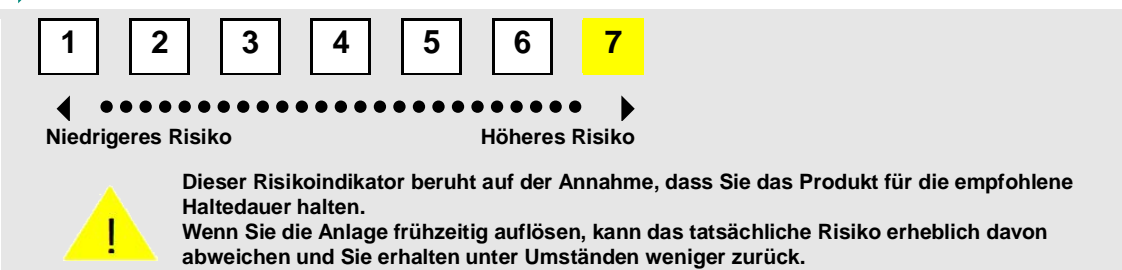 1 2 3 4 5 6 7
Niedrigeres Risiko Höheres Risiko
Dieser Risikoindikator beruht auf der Annahme, dass Sie das Produkt für die empfohlene
Haltedauer halten.
! Wenn Sie die Anlage frühzeitig auflösen, kann das tatsächliche Risiko erheblich davon
abweichen und Sie erhalten unter Umständen weniger zurück.